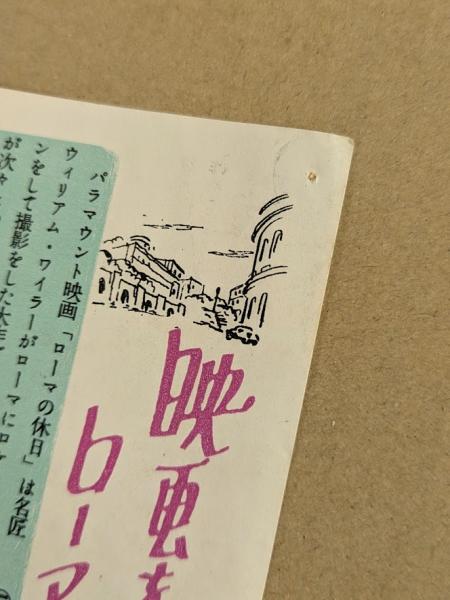 映画を
ローマ
パラマウント映画「ローマの休日」は名匠
ウィリアム・ワイラーがローマにロケ
ンをして撮影をした
が次々